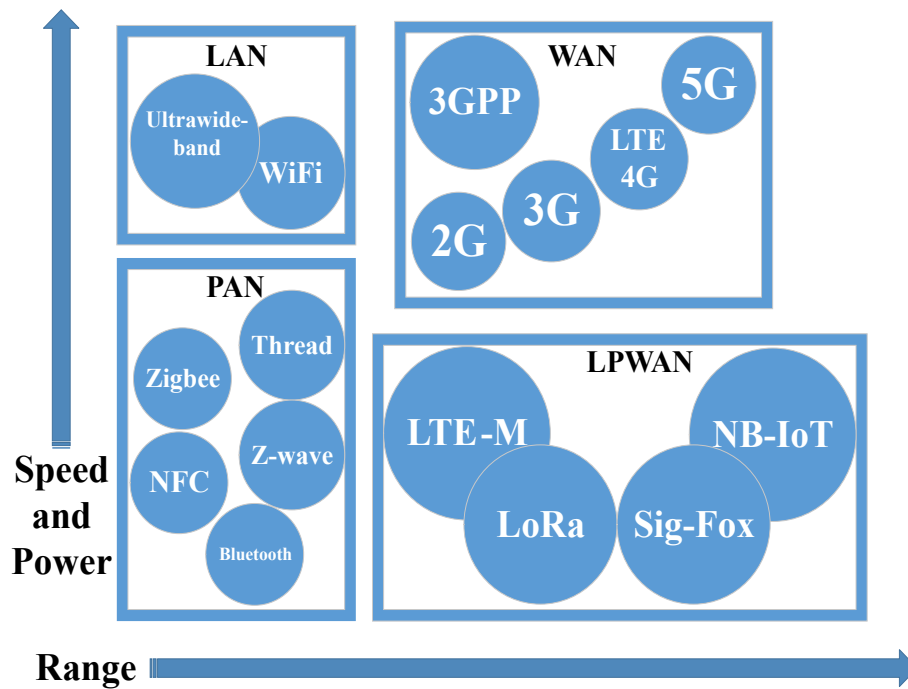 LAN
Ultrawide-
band
WiFi
WAN
3GPP
5G
LTE
4G
3G
2G
PAN
Thread
Zigbee
Z-wave
NFC
Bluetooth
LPWAN
LTE-M
NB-IoT
LoRa
Sig-Fox
Speed
and
Power
Range